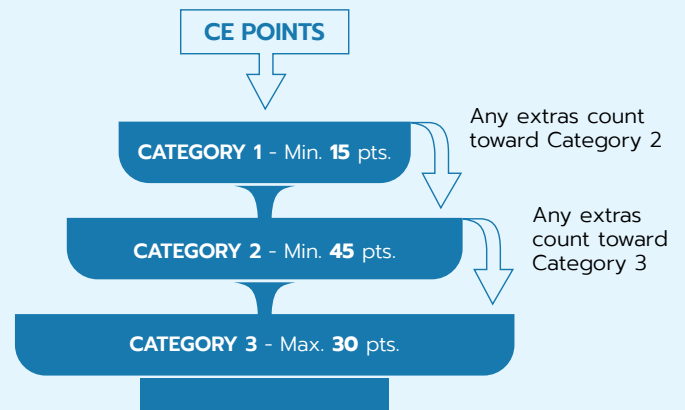 CE POINTS
CATEGORY 1 - Min. 15 pts.
Any extras count
toward Category 2
CATEGORY 2 - Min. 45 pts.
Any extras
count toward
Category 3
CATEGORY 3 - Max. 30 pts.